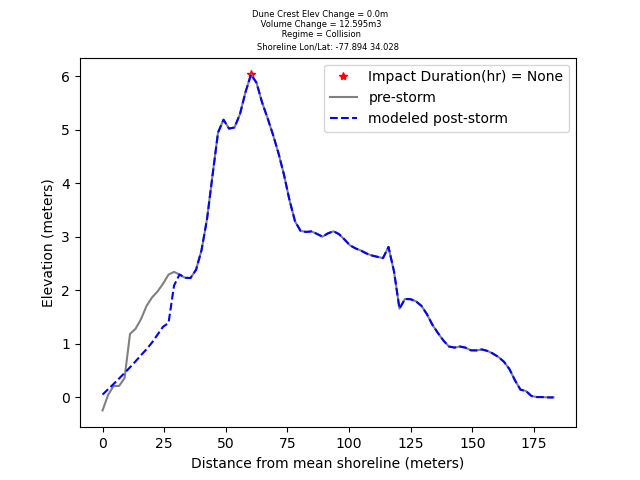 Dune Crest Elev Change = 0.0m
Volume Change = 12.595m3
Regime = Collision
Shoreline Lon/Lat: -77.894 34.028
Impact Duration(hr) = None
pre-storm
modeled post-storm
Elevation (meters)
6
5
4
3
2
1
0
0 25 50 75 100 125 150 175
Distance from mean shoreline (meters)